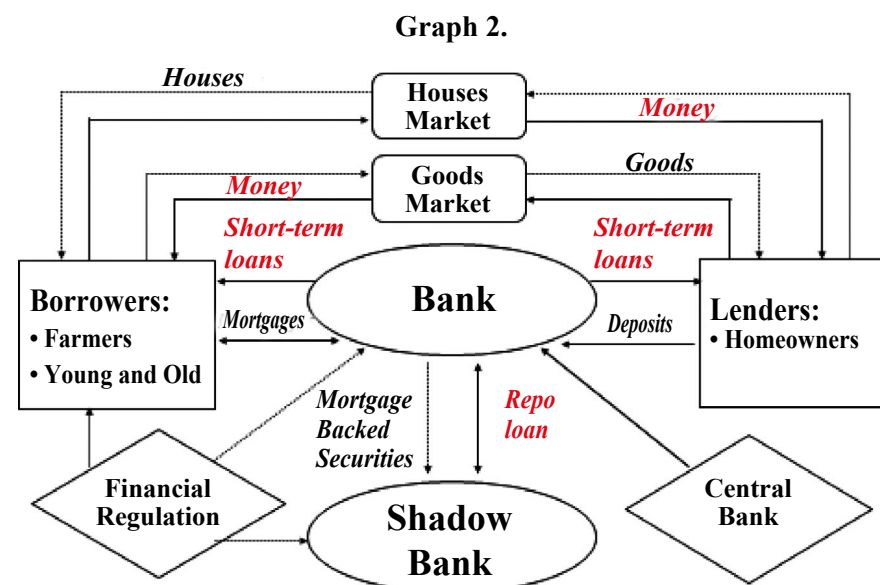 Graph 2.
Houses
Houses
Market
Money
Goods
Market
Money
Goods
Short-term
loans
Short-term
loans
Bank
Borrowers:
• Farmers
• Young and Old
Mortgages
Deposits
Lenders:
• Homeowners
Mortgage
Backed
Securities
Repo
loan
Financial
Regulation
Central
Bank
Shadow
Bank